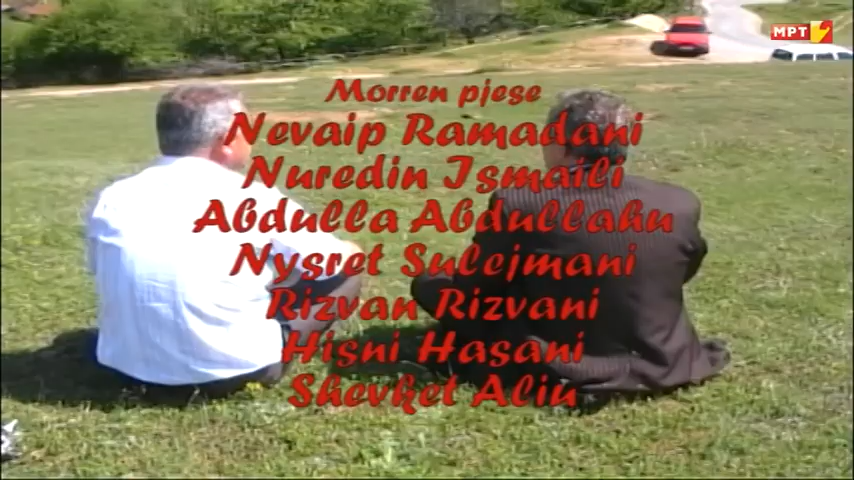 МРТ 2
Morren pjese
Nevaip Ramadani
Nuredin Ismaili
Abdulla Abdullahu
Nysret Sulejmani
Rizvan Rizvani
Hisni Hasani
Shevket Aliu